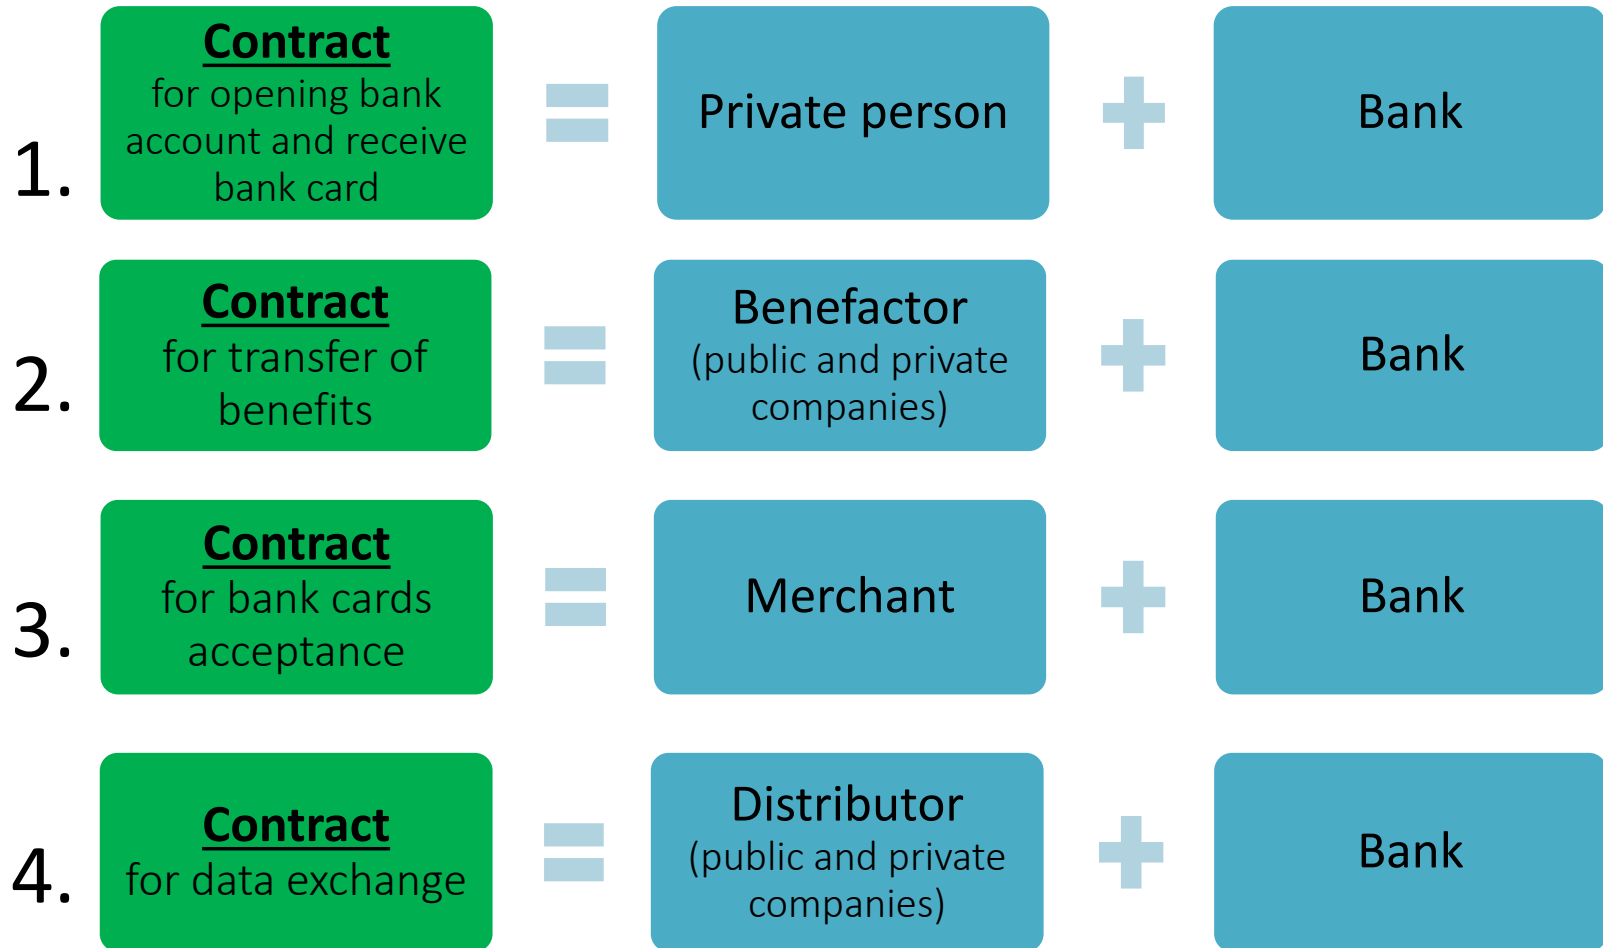 1.
Contract
for opening bank
account and receive
bank card
Private person
Bank
2.
Contract
for transfer of
benefits
Benefactor
(public and private
companies)
Bank
3.
Contract
for bank cards
acceptance
Merchant
Bank
4.
Contract
for data exchange
Distributor
(public and private
companies)
Bank